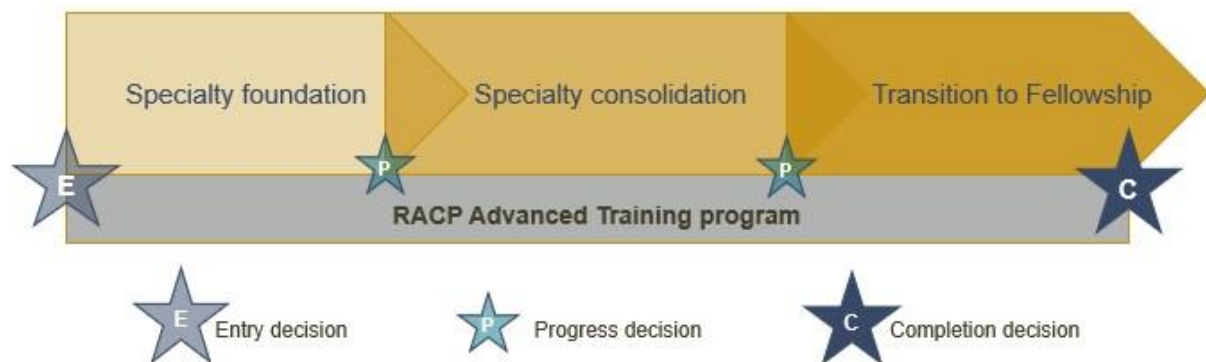 Specialty foundation
Specialty consolidation
Transition to Fellowship
E
P
P
C
RACP Advanced Training program
E Entry decision
P Progress decision
C Completion decision